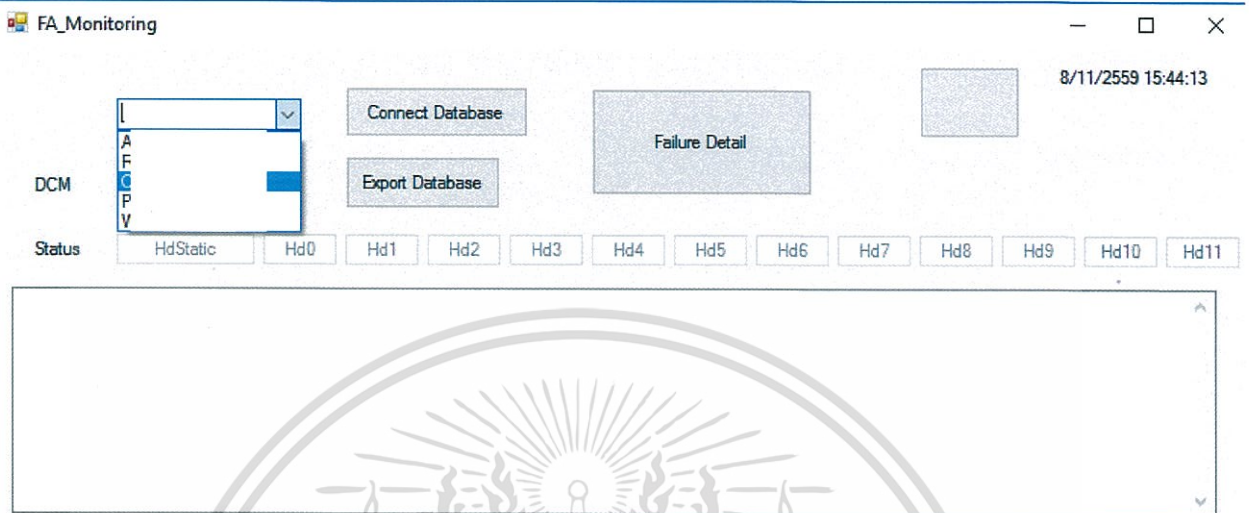 FA_Monitoring
8/11/2559 15:44:13
Connect Database
Failure Detail
A
F
C
P
V
DCM
Export Database
Status HdStatic Hd0 Hd1 Hd2 Hd3 Hd4 Hd5 Hd6 Hd7 Hd8 Hd9 Hd10 Hd11